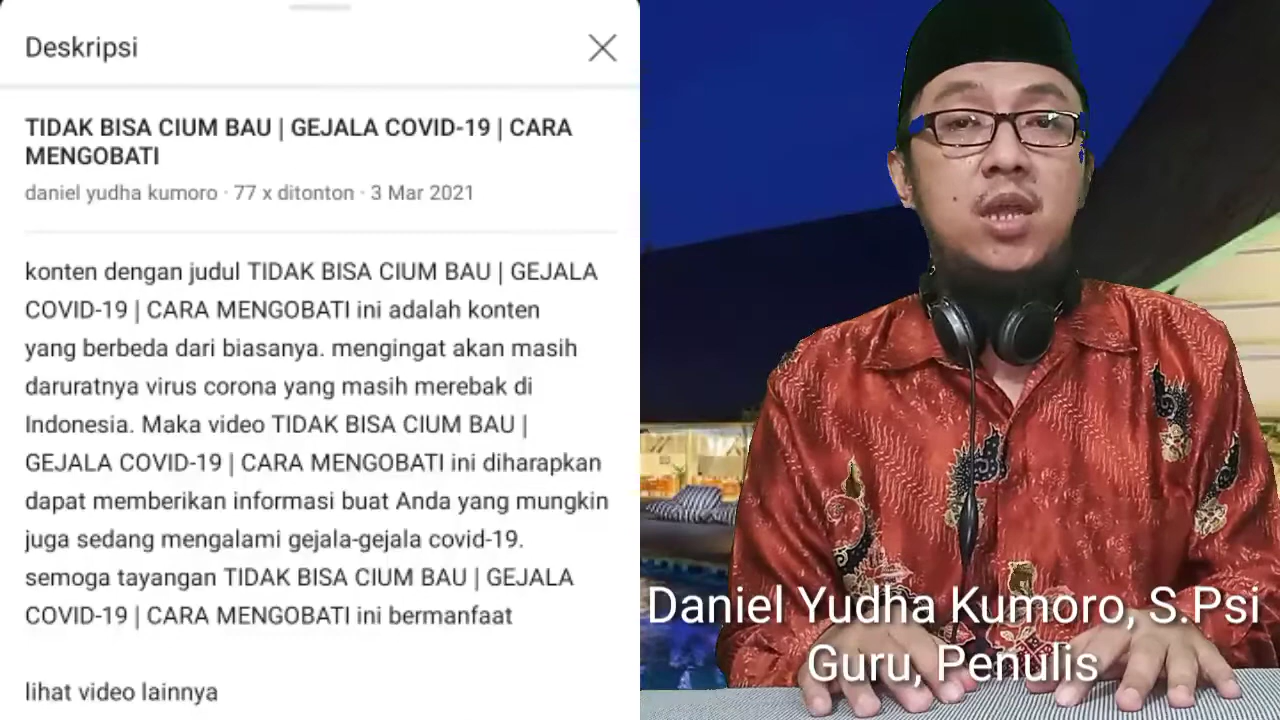 Deskripsi
TIDAK BISA CIUM BAU | GEJALA COVID-19 | CARA
MENGOBATI
daniel yudha kumoro · 77 x ditonton · 3 Mar 2021
konten dengan judul TIDAK BISA CIUM BAU | GEJALA
COVID-19 | CARA MENGOBATI ini adalah konten
yang berbeda dari biasanya. mengingat akan masih
daruratnya virus corona yang masih merebak di
Indonesia. Maka video TIDAK BISA CIUM BAU |
GEJALA COVID-19 | CARA MENGOBATI ini diharapkan
dapat memberikan informasi buat Anda yang mungkin
juga sedang mengalami gejala-gejala covid-19.
semoga tayangan TIDAK BISA CIUM BAU | GEJALA
COVID-19 | CARA MENGOBATI ini bermanfaat
lihat video lainnya
Daniel Yudha Kumoro, S.Psi
Guru, Penulis